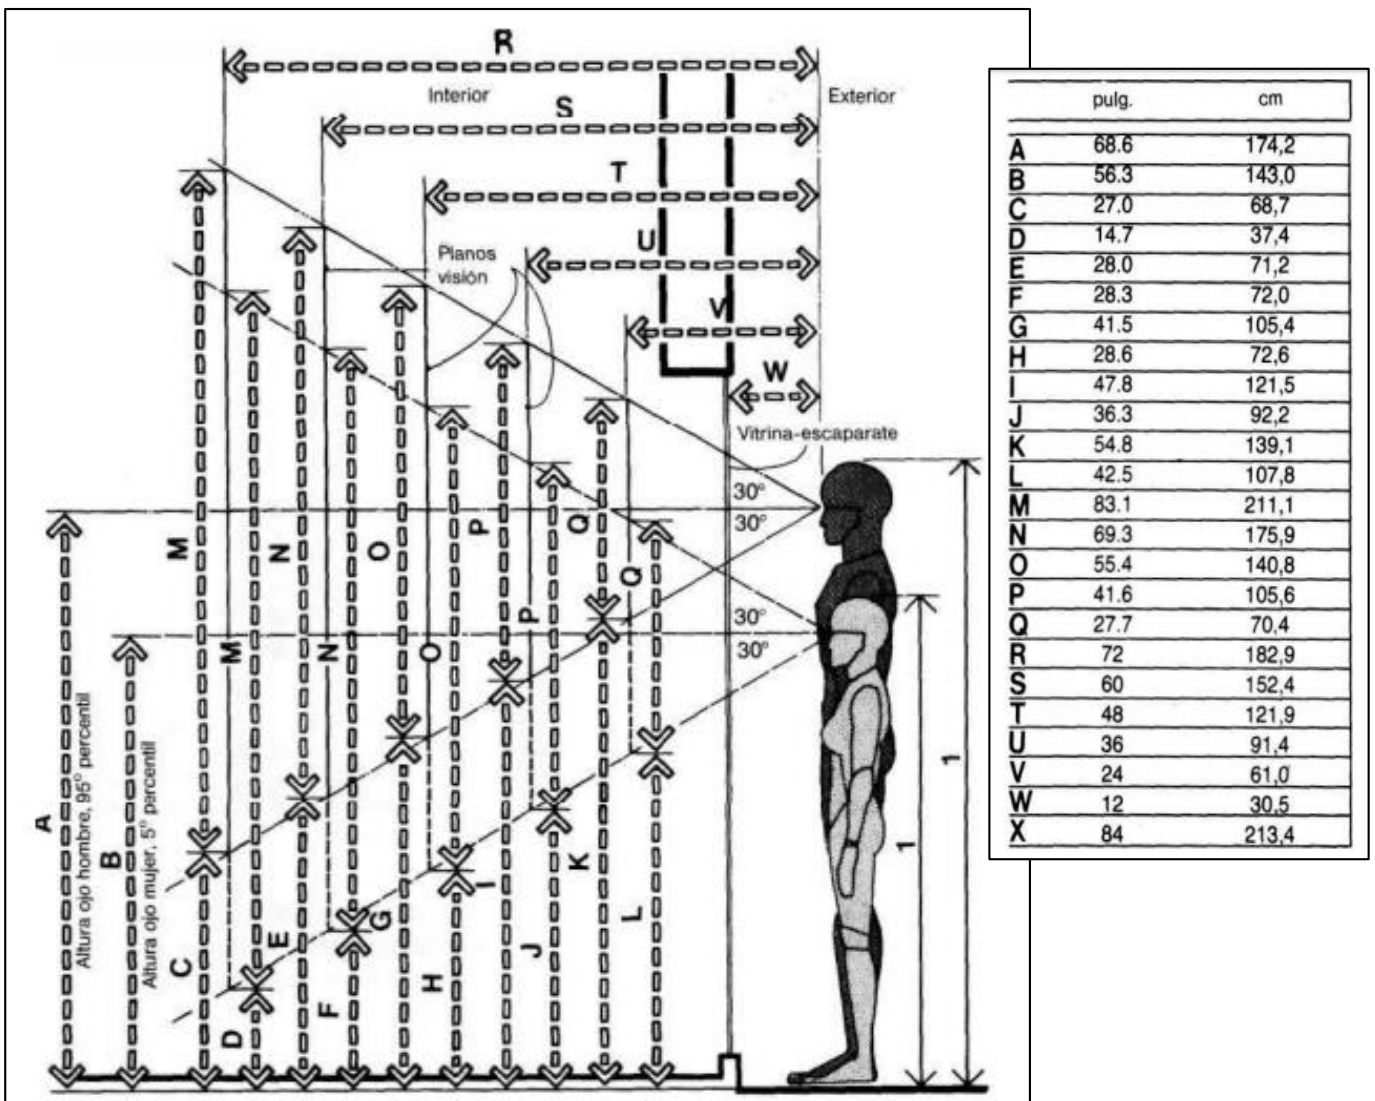 R
Interior
Exterior
S
T
U
Planos
visión
V
W
Vitrina-escaparate
30°
30°
30°
30°
M
N
O
P
Q
M
N
O
P
Q
A
Altura ojo hombre, 95° percentil
B
Altura ojo mujer, 5° percentil
C
D
E
F
G
H
I
J
K
L
1
1
pulg. cm
A 68.6 174,2
B 56.3 143,0
C 27.0 68,7
D 14.7 37,4
E 28.0 71,2
F 28.3 72,0
G 41.5 105,4
H 28.6 72,6
I 47.8 121,5
J 36.3 92,2
K 54.8 139,1
L 42.5 107,8
M 83.1 211,1
N 69.3 175,9
O 55.4 140,8
P 41.6 105,6
Q 27.7 70,4
R 72 182,9
S 60 152,4
T 48 121,9
U 36 91,4
V 24 61,0
W 12 30,5
X 84 213,4